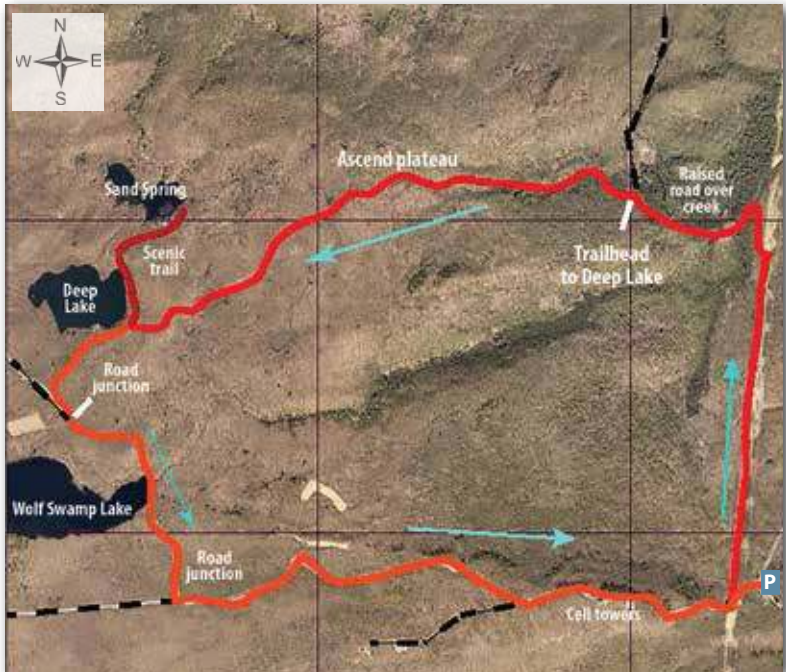 N
W E
S
Ascend plateau
Sand Spring
Raised
road over
creek
Scenic
trail
Trailhead
to Deep Lake
Deep
Lake
Road
junction
Wolf Swamp Lake
Road
junction
P
Cell towers